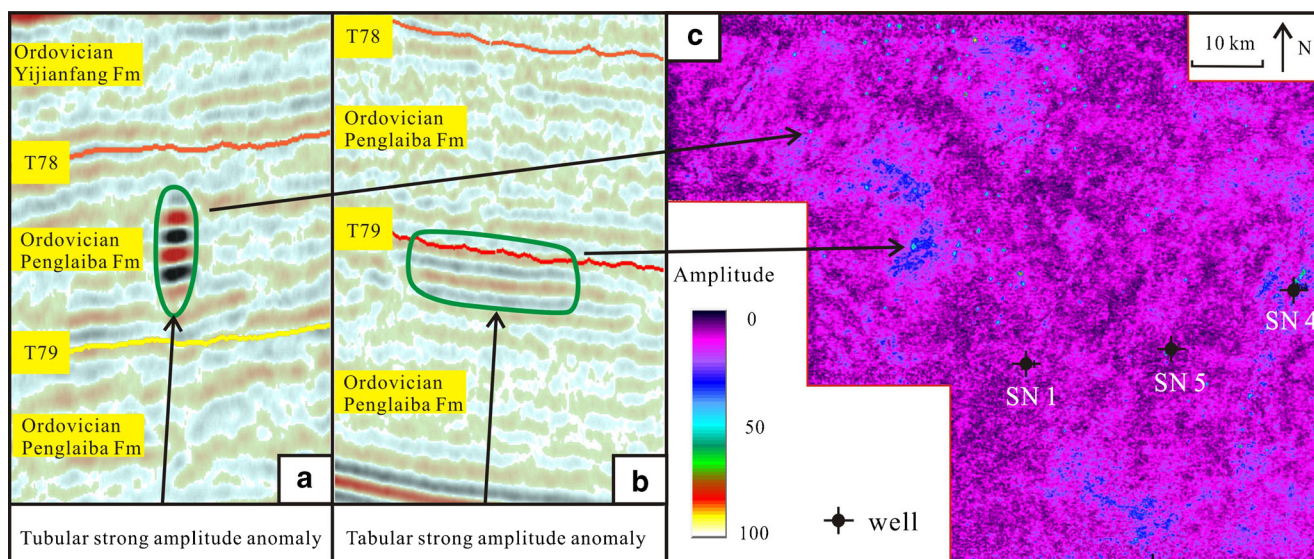 Ordovician
Yijianfang Fm
T78
Ordovician
Penglaiba Fm
T79
Ordovician
Penglaiba Fm
a
Tubular strong amplitude anomaly
T78
Ordovician
Penglaiba Fm
T79
Ordovician
Penglaiba Fm
b
Tabular strong amplitude anomaly
c
10 km
N
Amplitude
0
50
100
well
SN 4
SN 5
SN 1